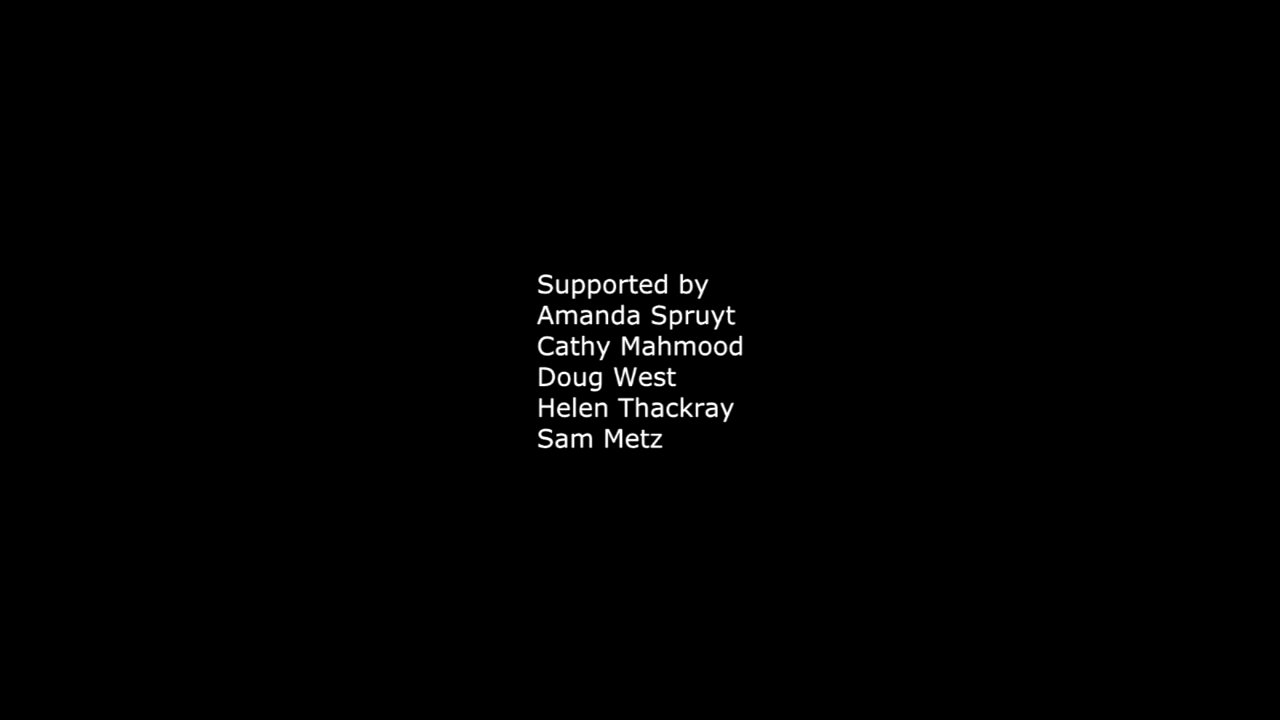 Supported by
Amanda Spruyt
Cathy Mahmood
Doug West
Helen Thackray
Sam Metz